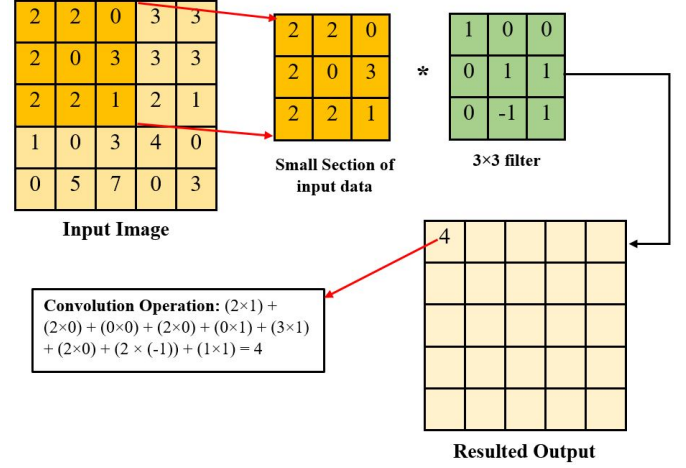 2 2 0 3 3
2 0 3 3 3
2 2 1 2 1
1 0 3 4 0
0 5 7 0 3
Input Image
2 2 0
2 0 3
2 2 1
Small Section of
input data
*
1 0 0
0 1 1
0 -1 1
3×3 filter
4
Resulted Output
Convolution Operation: (2×1) +
(2×0) + (0×0) + (2×0) + (0×1) + (3×1)
+ (2×0) + (2 × (-1)) + (1×1) = 4